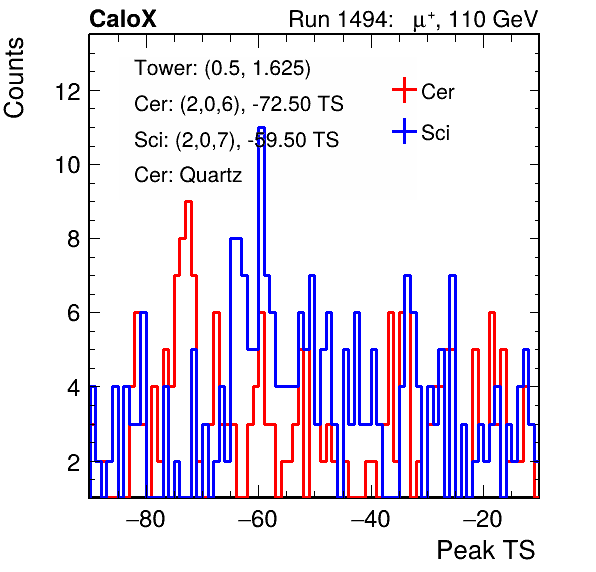 CaloX Run 1494: μ⁺, 110 GeV
Counts
Tower: (0.5, 1.625)
Cer: (2,0,6), -72.50 TS
Sci: (2,0,7), -59.50 TS
Cer: Quartz
Cer
Sci
12
10
8
6
4
2
−80 −60 −40 −20
Peak TS